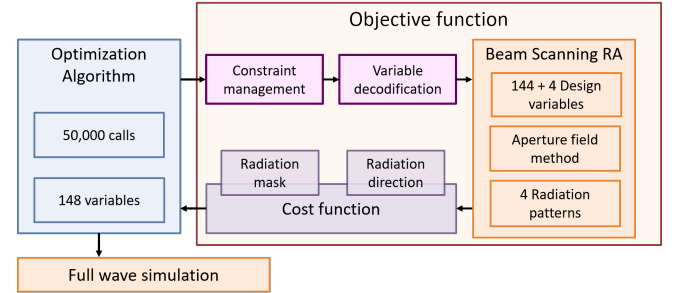 Objective function
Optimization
Algorithm
50,000 calls
148 variables
Constraint
management
Variable
decodification
Beam Scanning RA
144 + 4 Design
variables
Aperture field
method
4 Radiation
patterns
Radiation
mask
Radiation
direction
Cost function
Full wave simulation